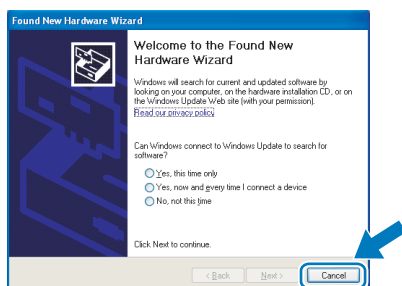 Found New Hardware Wizard
Welcome to the Found New
Hardware Wizard
Windows will search for current and updated software by
looking on your computer, on the hardware installation CD, or on
the Windows Update Web site (with your permission).
Read our privacy policy
Can Windows connect to Windows Update to search for
software?
Yes, this time only
Yes, now and every time I connect a device
No, not this time
Click Next to continue.
< Back Next > Cancel